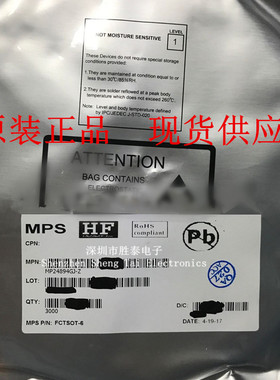 LEVEL
NOT MOISTURE SENSITIVE
1
These Devices do not require special storage
conditions provided:
1.They are maintained at condition equal to
or less than 30℃/85%RH.
2.They are solder reflowed at a peak body
temperature which does not exceed 260℃.
Note: Level and body temperature defined
by IPC/JEDEC J-STD-020
原装正品 现货供应
ATTENTION
BAG CONTAINS
MPS
HF
RoHS
compliant
Pb
CPN:
深圳市胜泰电子
MPN:
MP24894GJ-Z
LOT:
QTY:
3000
D/C:
MPS P/N: FCTSOT-6
DATE: 4-19-17